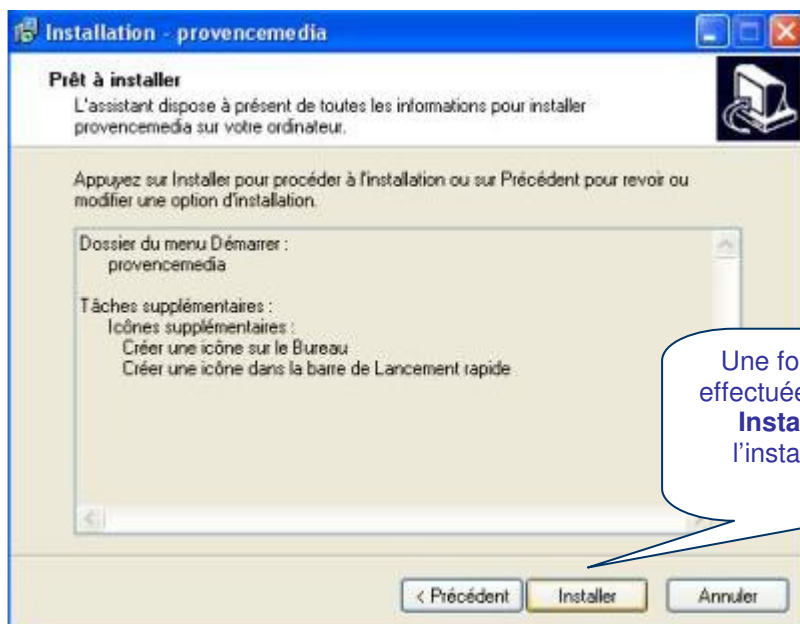 Installation - provencemedia
Prêt à installer
L'assistant dispose à présent de toutes les informations pour installer
provencemedia sur votre ordinateur.
Appuyez sur Installer pour procéder à l'installation ou sur Précédent pour revoir ou
modifier une option d'installation.
Dossier du menu Démarrer :
provencemedia
Tâches supplémentaires :
Icônes supplémentaires :
Créer une icône sur le Bureau
Créer une icône dans la barre de Lancement rapide
Une fo
effectuée
Insta
l'insta
< Précédent
Installer
Annuler